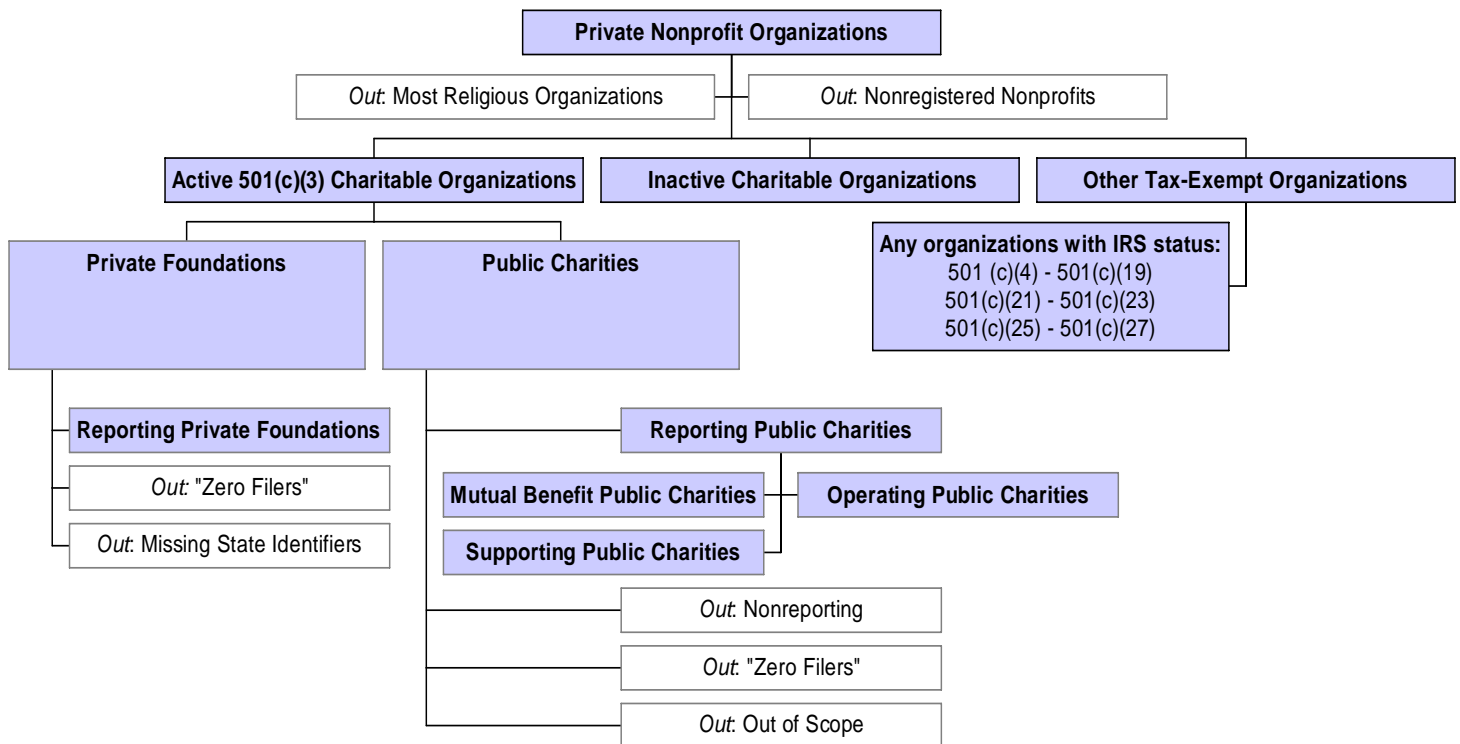 Private Nonprofit Organizations
Out: Most Religious Organizations
Out: Nonregistered Nonprofits
Active 501(c)(3) Charitable Organizations
Inactive Charitable Organizations
Other Tax-Exempt Organizations
Private Foundations
Public Charities
Any organizations with IRS status:
501 (c)(4) - 501(c)(19)
501(c)(21) - 501(c)(23)
501(c)(25) - 501(c)(27)
Reporting Private Foundations
Out: "Zero Filers"
Out: Missing State Identifiers
Reporting Public Charities
Mutual Benefit Public Charities
Operating Public Charities
Supporting Public Charities
Out: Nonreporting
Out: "Zero Filers"
Out: Out of Scope